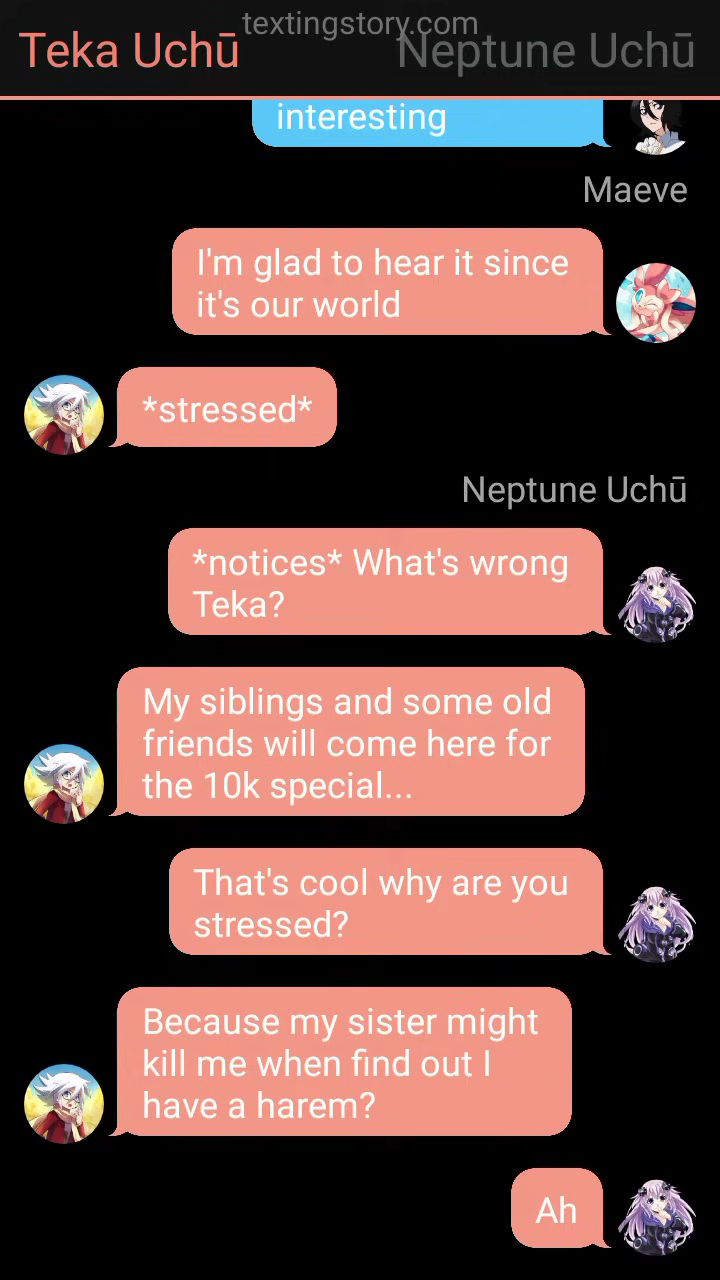 textingstory.com
Teka Uchū
Neptune Uchū
interesting
Maeve
I'm glad to hear it since
it's our world
*stressed*
Neptune Uchū
*notices* What's wrong
Teka?
My siblings and some old
friends will come here for
the 10k special...
That's cool why are you
stressed?
Because my sister might
kill me when find out I
have a harem?
Ah